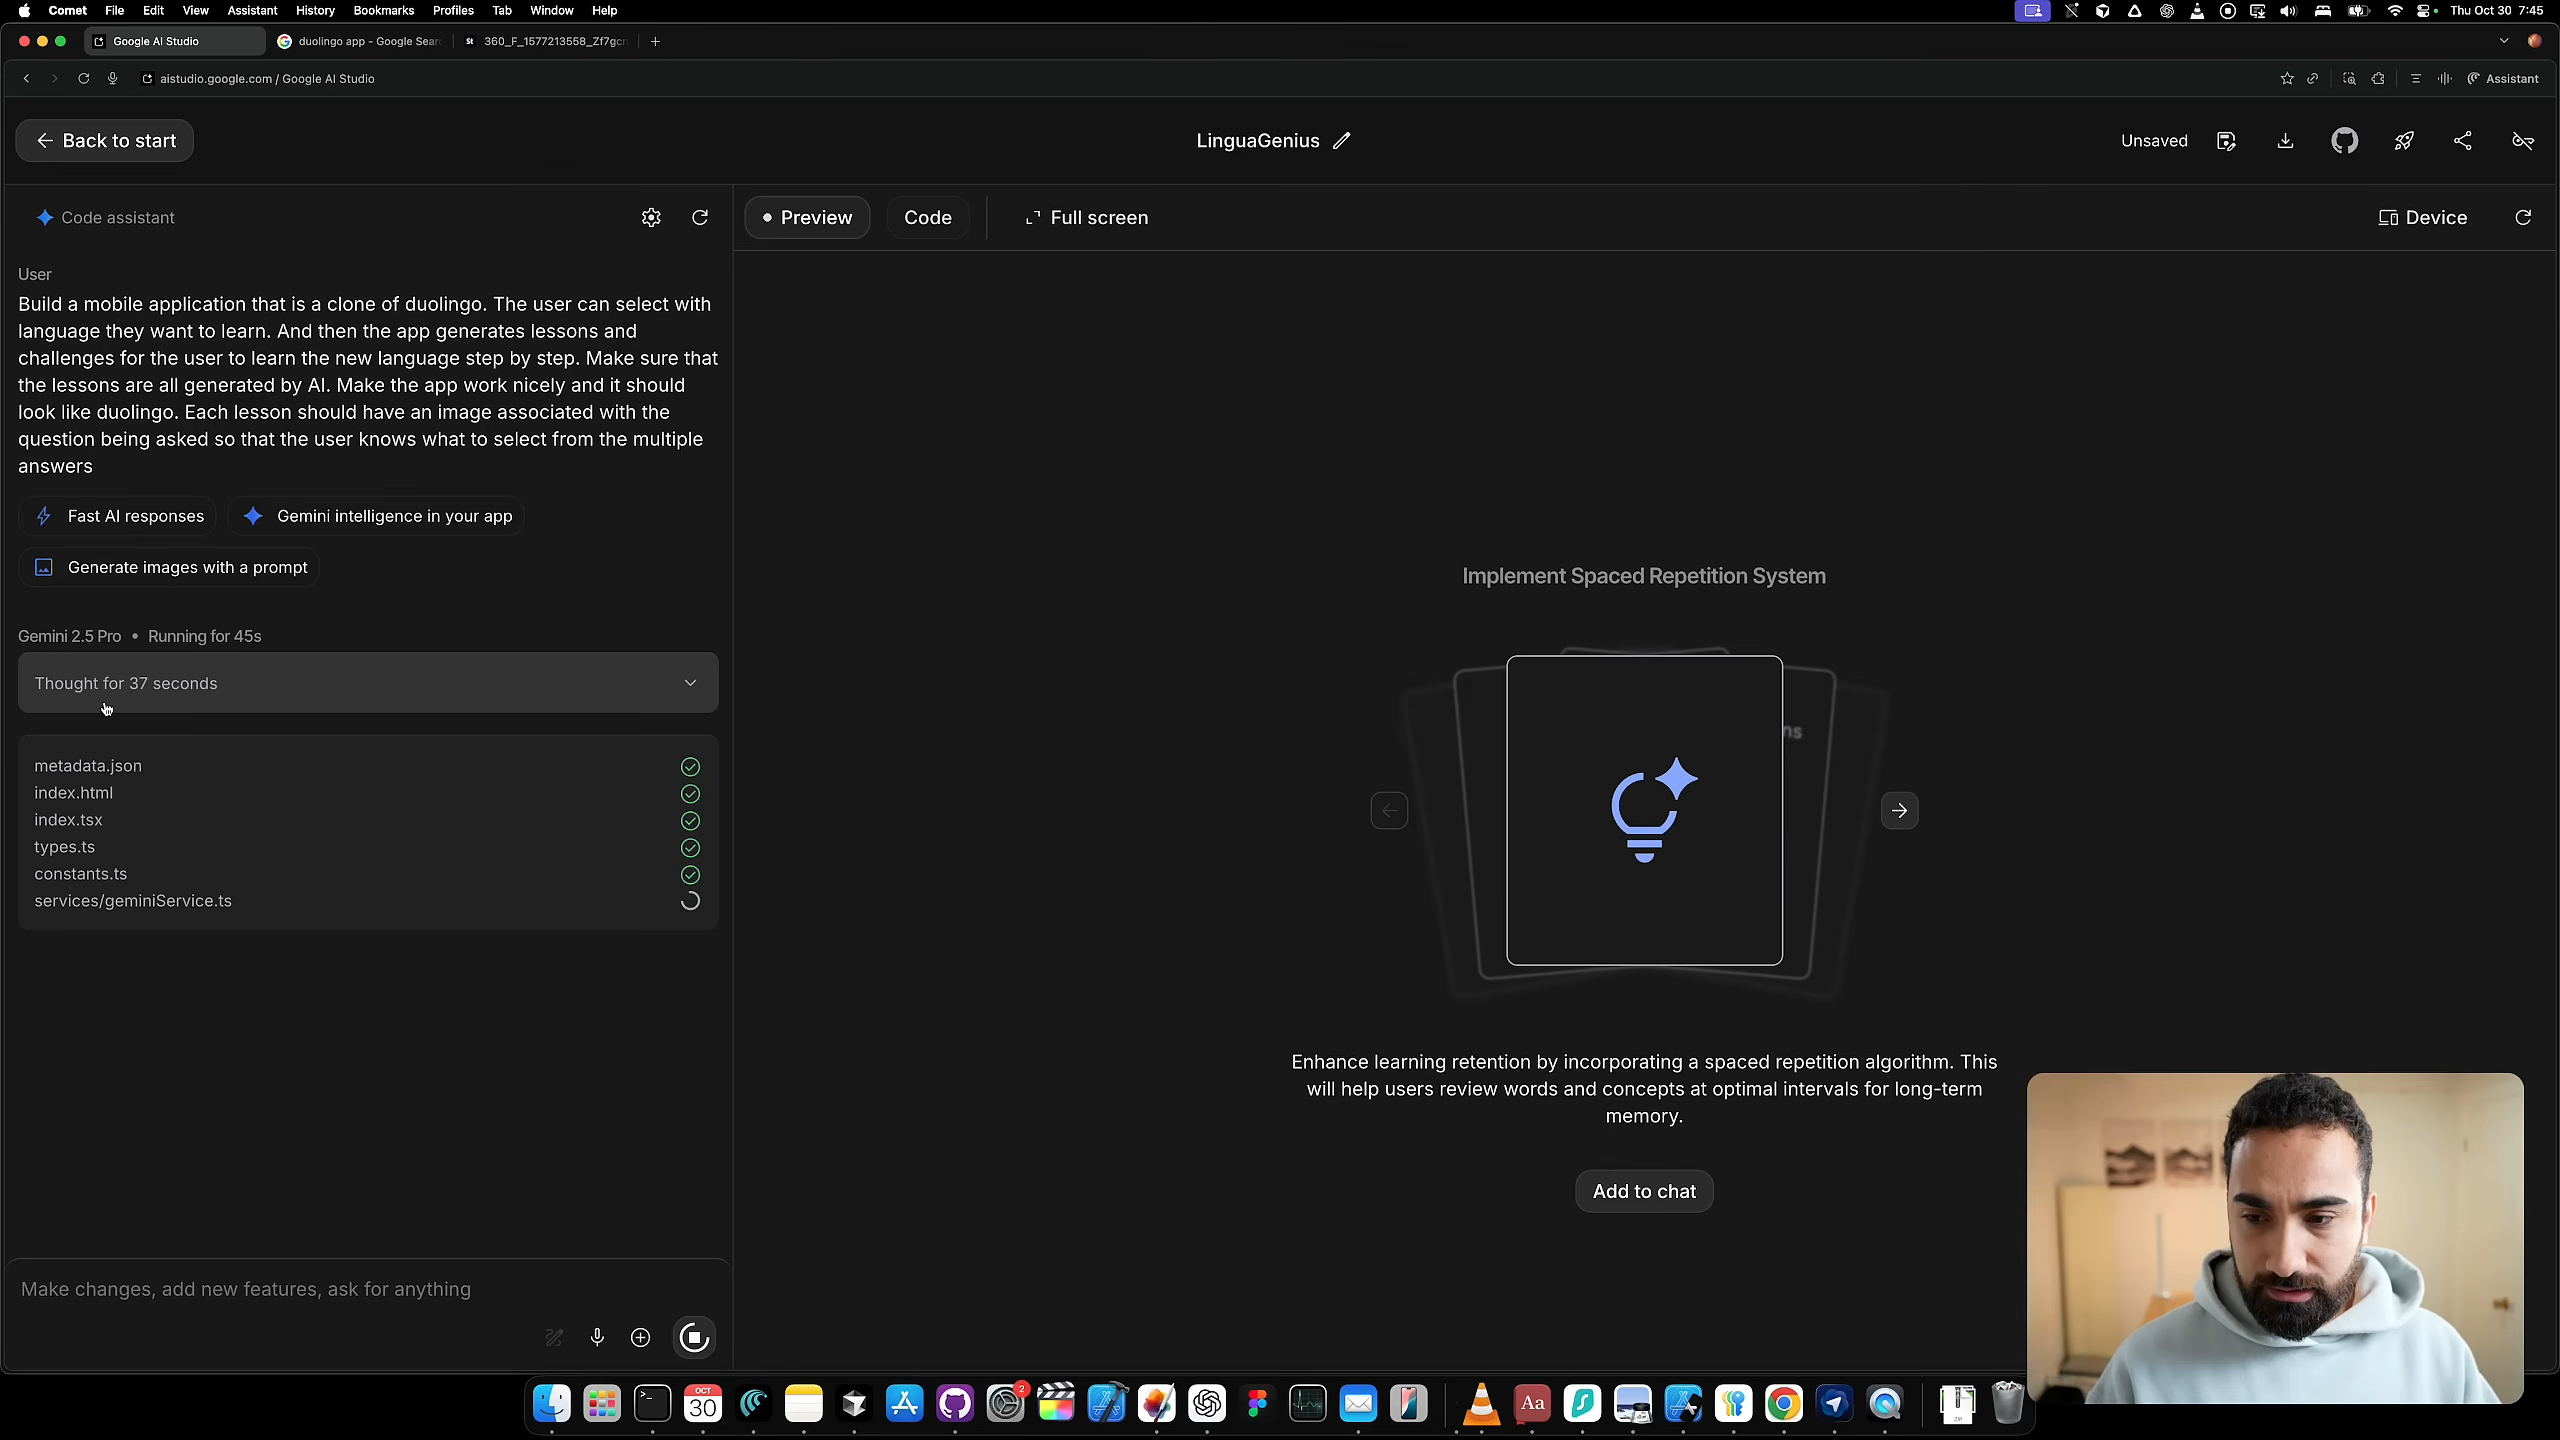 Comet File Edit View Assistant History Bookmarks Profiles Tab Window Help
Thu Oct 30 7:45
Google AI Studio
duolingo app - Google Sear
St 360_F_1577213558_Zf7gcn
aistudio.google.com / Google AI Studio
Assistant
Back to start
LinguaGenius
Unsaved
Code assistant
Preview
Code
Full screen
Device
User
Build a mobile application that is a clone of duolingo. The user can select with
language they want to learn. And then the app generates lessons and
challenges for the user to learn the new language step by step. Make sure that
the lessons are all generated by AI. Make the app work nicely and it should
look like duolingo. Each lesson should have an image associated with the
question being asked so that the user knows what to select from the multiple
answers
Fast AI responses
Gemini intelligence in your app
Generate images with a prompt
Gemini 2.5 Pro • Running for 45s
Thought for 37 seconds
metadata.json
index.html
index.tsx
types.ts
constants.ts
services/geminiService.ts
Implement Spaced Repetition System
ns
Enhance learning retention by incorporating a spaced repetition algorithm. This
will help users review words and concepts at optimal intervals for long-term
memory.
Add to chat
Make changes, add new features, ask for anything
OCT
30
2
Aa
ZIP